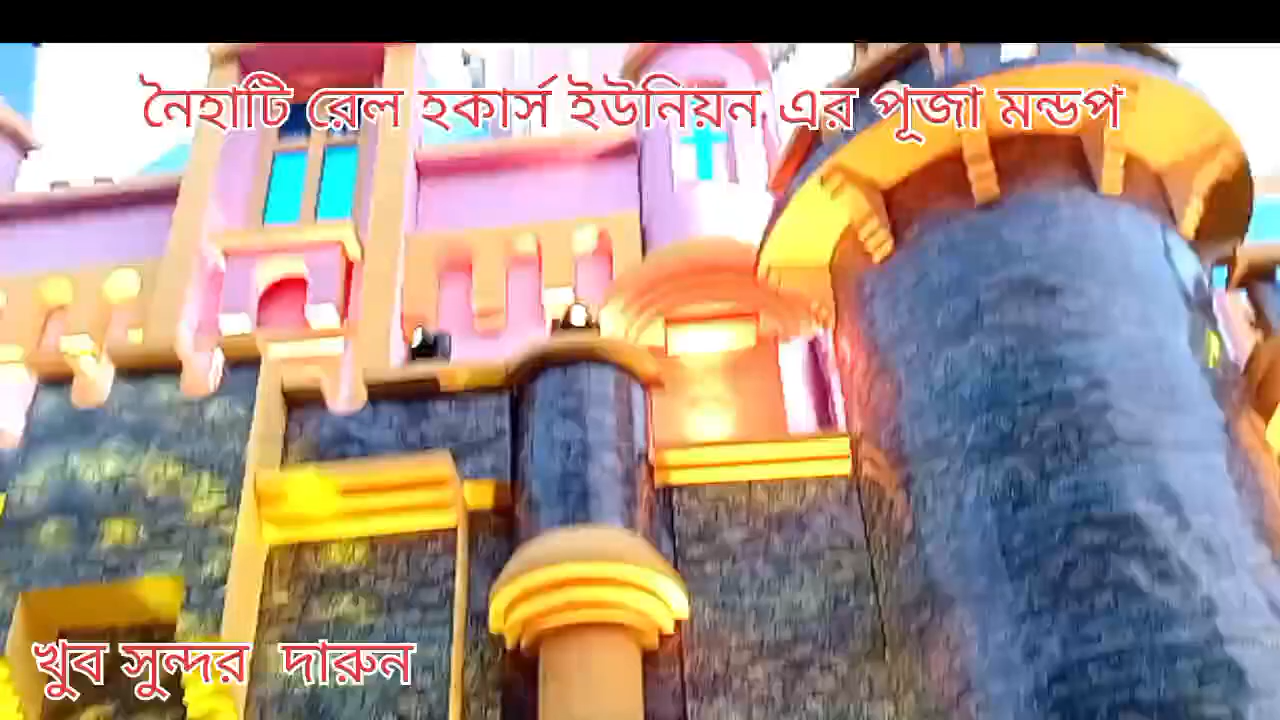 নৈহাটি রেল হকার্স ইউনিয়ন এর পূজা মন্ডপ
খুব সুন্দর দারুন